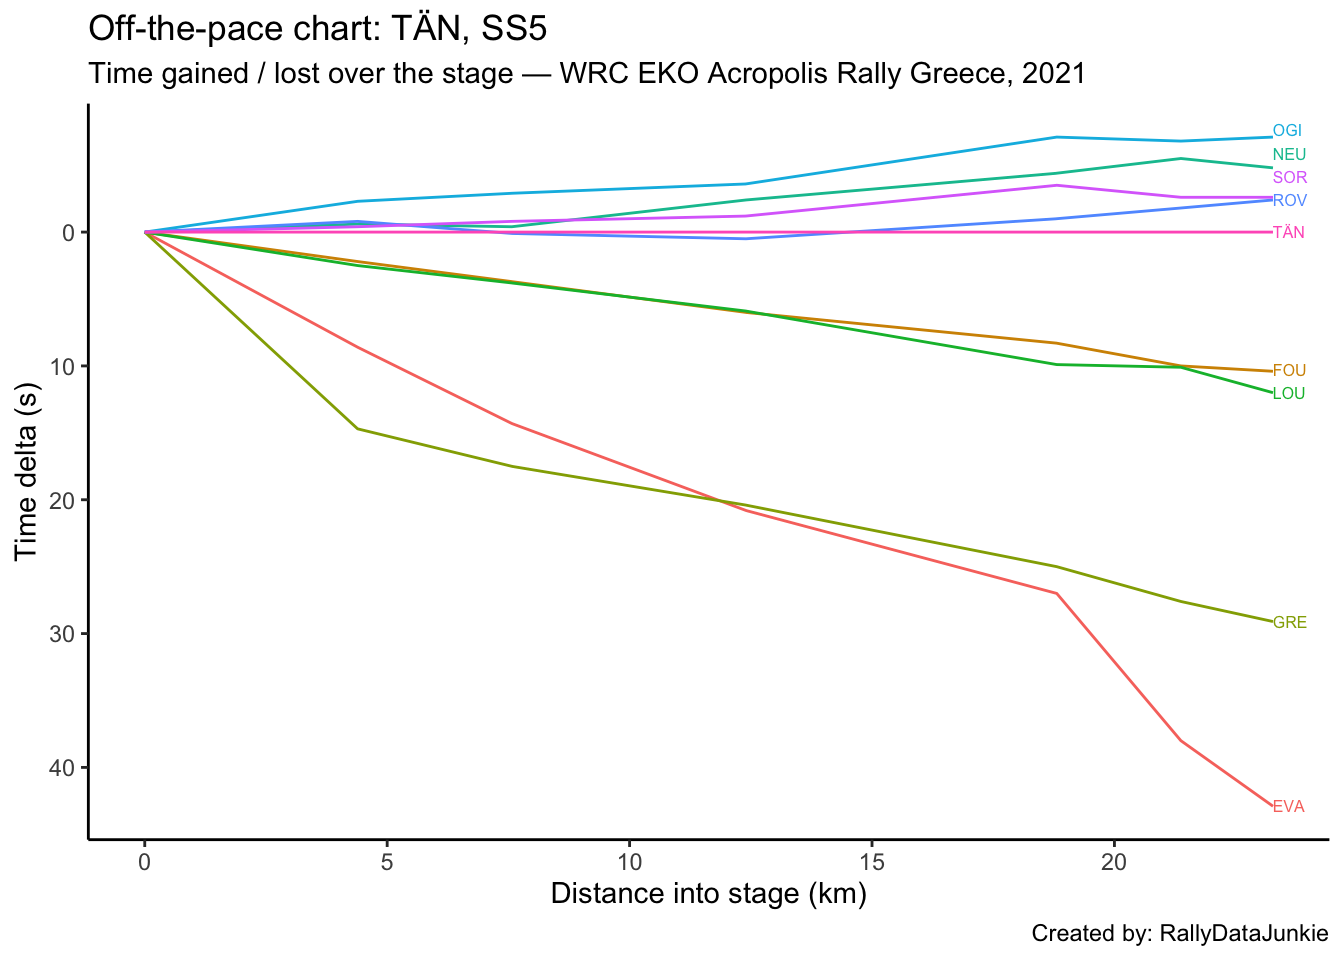 Off-the-pace chart: TÄN, SS5
Time gained / lost over the stage — WRC EKO Acropolis Rally Greece, 2021
OGI
NEU
SOR
ROV
TÄN
FOU
LOU
GRE
EVA
0
10
20
30
40
Time delta (s)
0 5 10 15 20
Distance into stage (km)
Created by: RallyDataJunkie